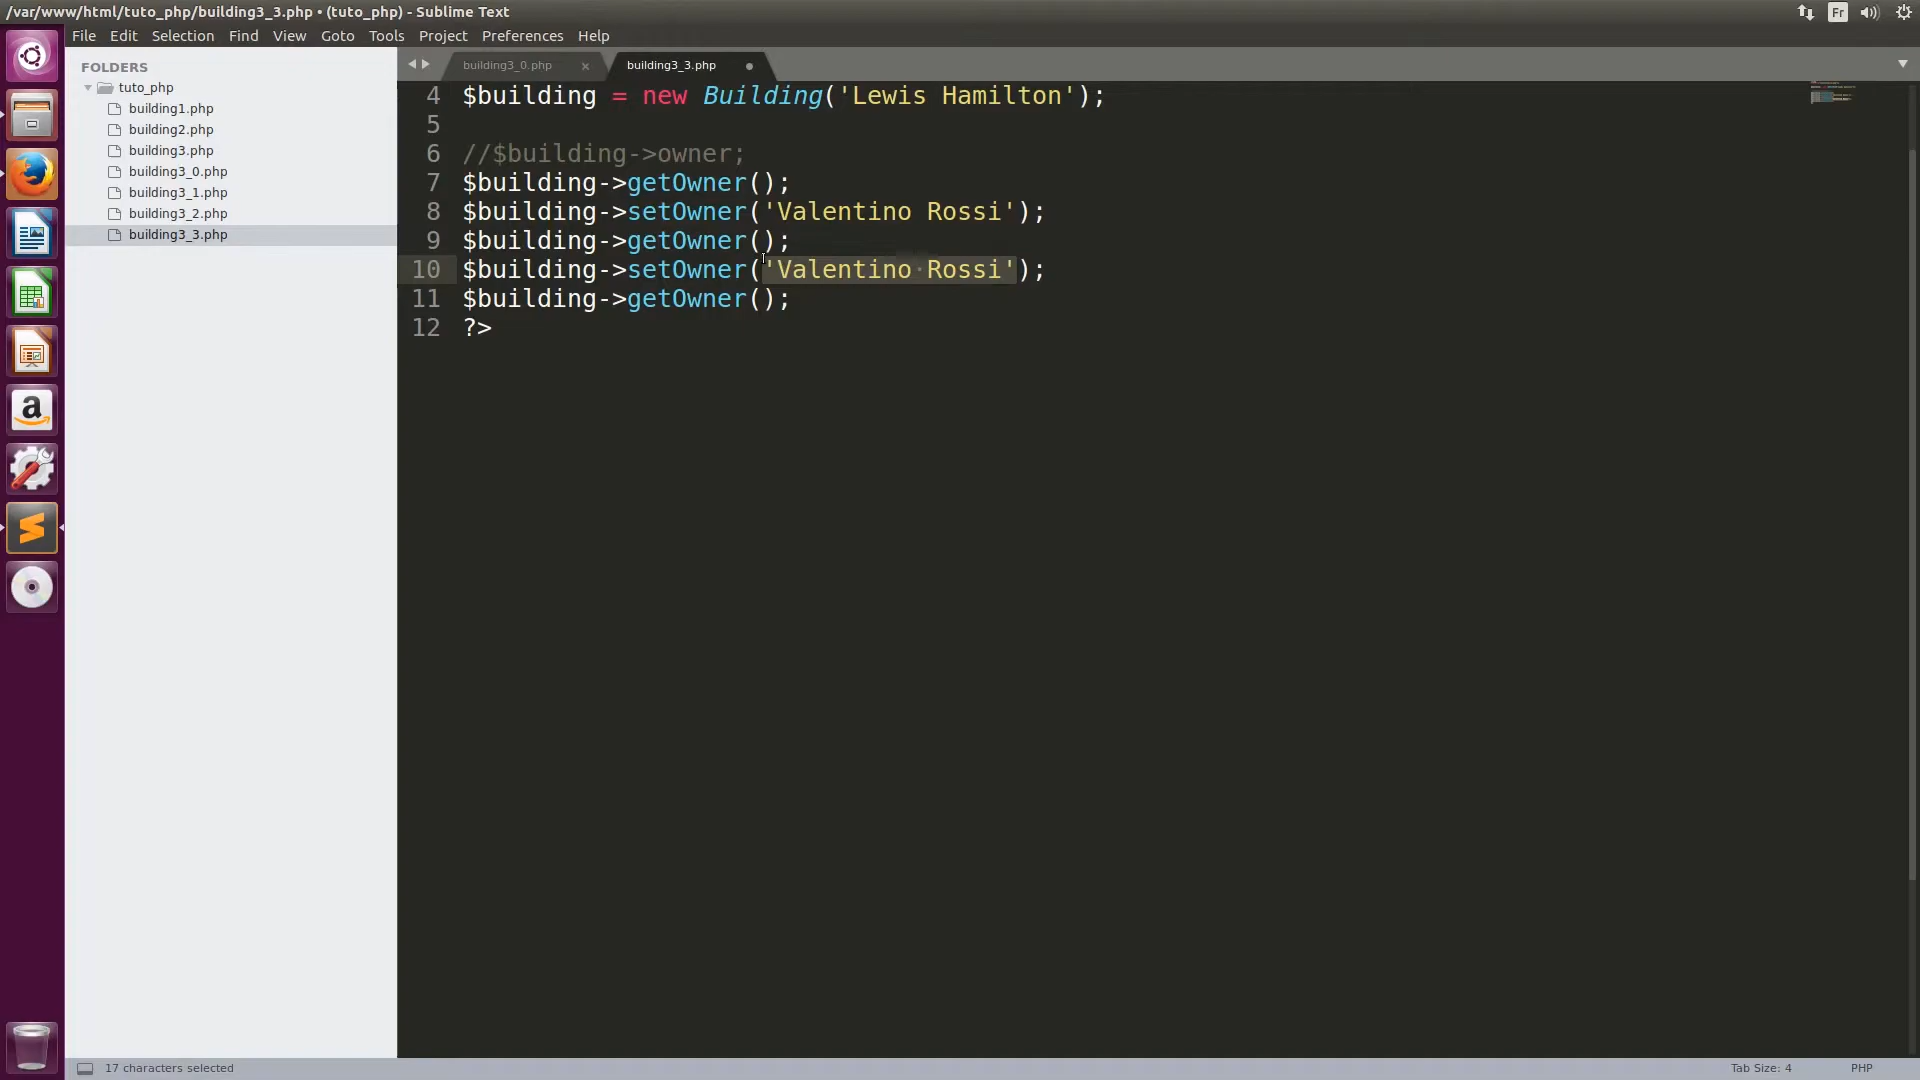 /var/www/html/tuto_php/building3_3.php • (tuto_php) - Sublime Text
Fr
File Edit Selection Find View Goto Tools Project Preferences Help
FOLDERS
tuto_php
building1.php
building2.php
building3.php
building3_0.php
building3_1.php
building3_2.php
building3_3.php
building3_0.php × building3_3.php
4 $building = new Building('Lewis Hamilton');
5
6 //$building->owner;
7 $building->getOwner();
8 $building->setOwner('Valentino Rossi');
9 $building->getOwner();
10 $building->setOwner('Valentino·Rossi');
11 $building->getOwner();
12 ?>
a
17 characters selected
Tab Size: 4
PHP